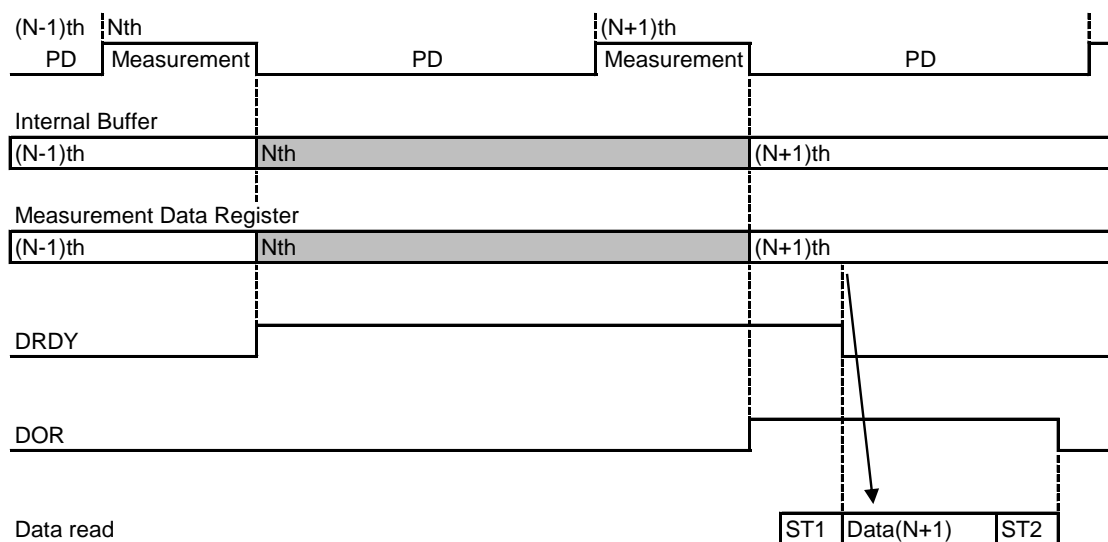 (N-1)th Nth (N+1)th
PD Measurement PD Measurement PD
Internal Buffer
(N-1)th Nth (N+1)th
Measurement Data Register
(N-1)th Nth (N+1)th
DRDY
DOR
Data read ST1 Data(N+1) ST2